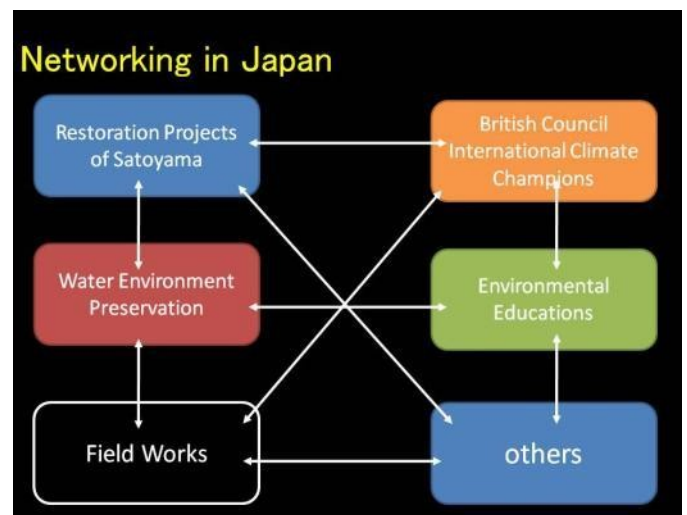 Networking in Japan
Restoration Projects
of Satoyama
British Council
International Climate
Champions
Water Environment
Preservation
Environmental
Educations
Field Works
others